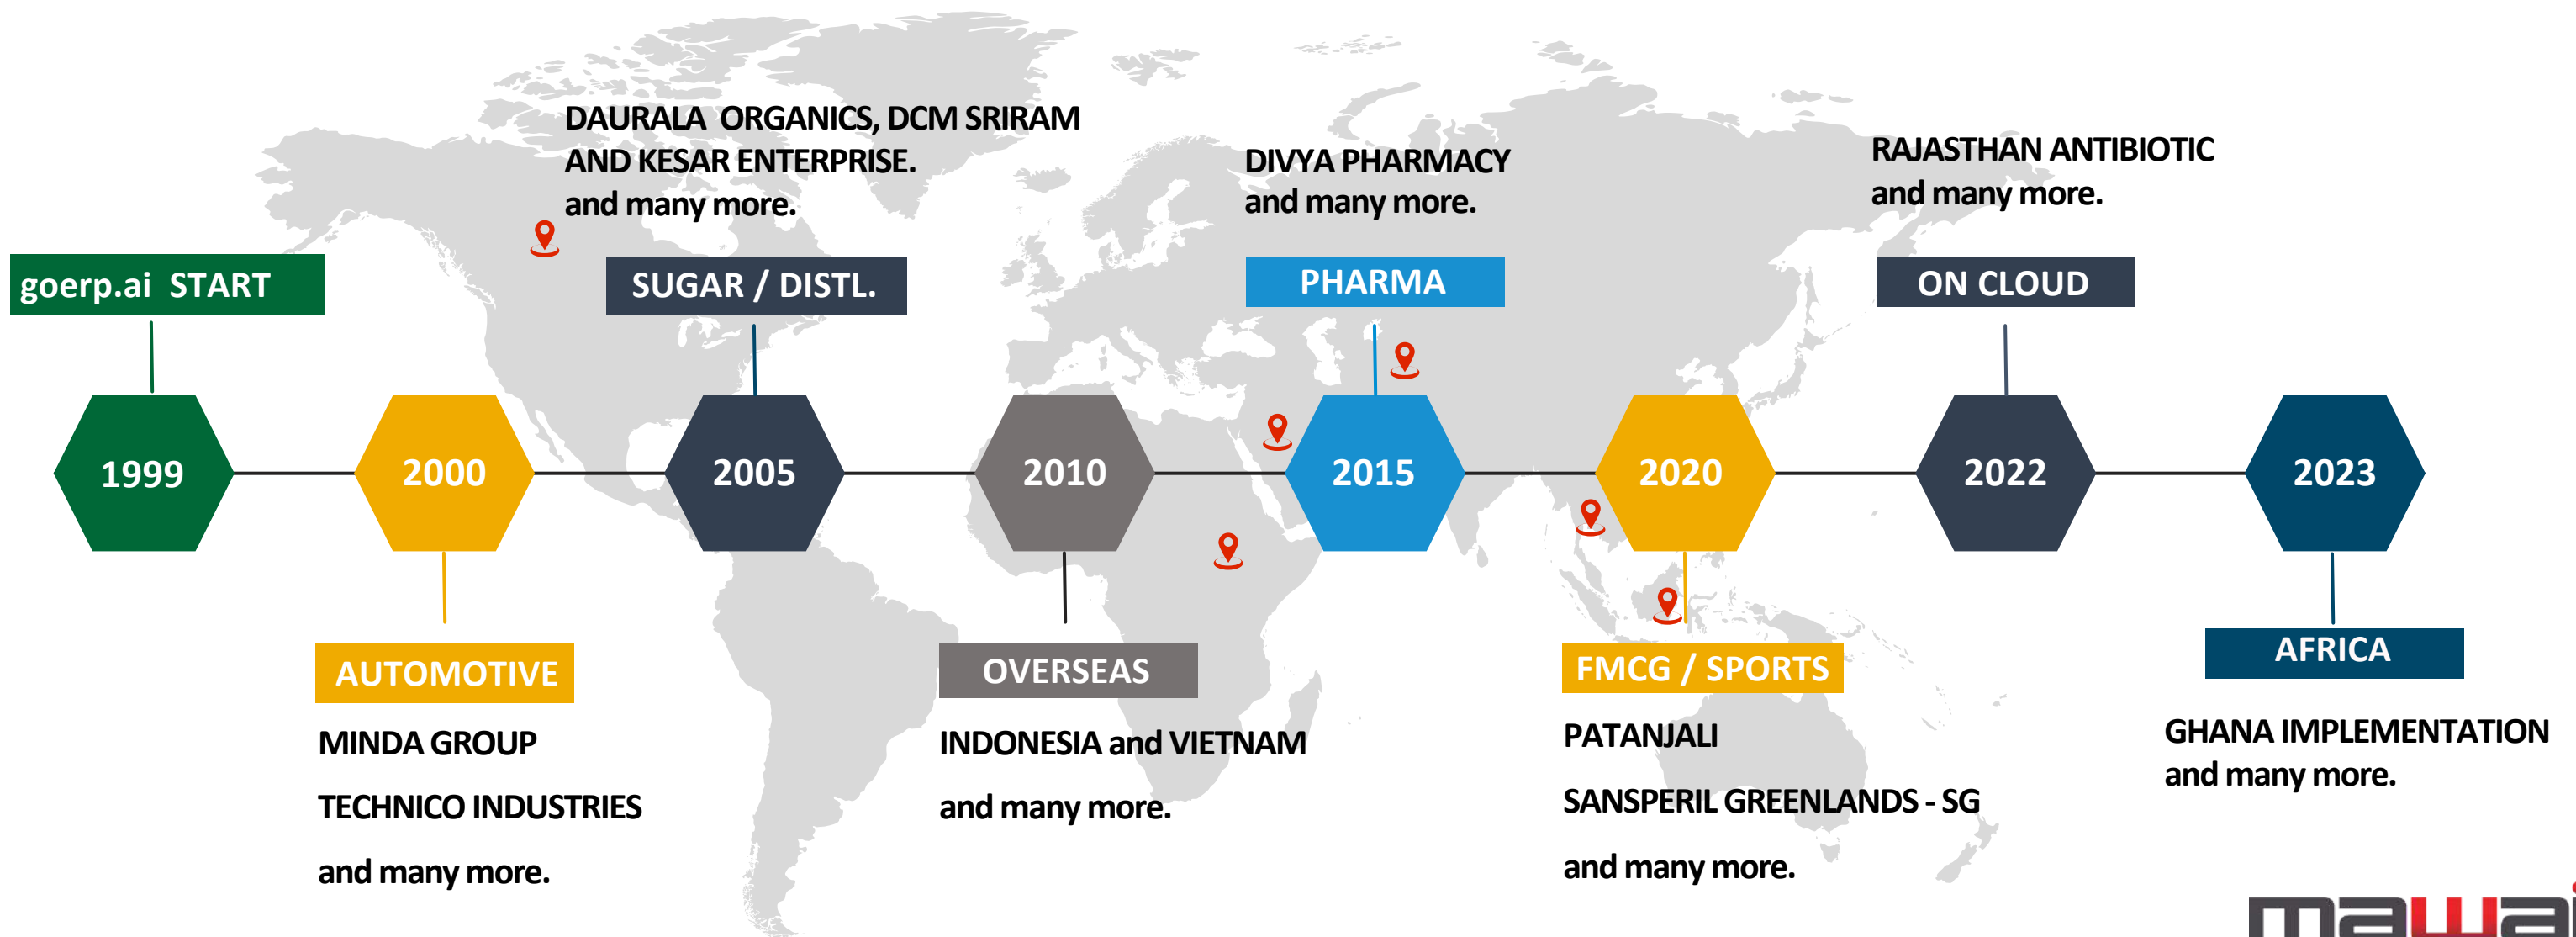 DAURALA ORGANICS, DCM SRIRAM
AND KESAR ENTERPRISE.
and many more.
DIVYA PHARMACY
and many more.
RAJASTHAN ANTIBIOTIC
and many more.
goerp.ai START
SUGAR / DISTL.
PHARMA
ON CLOUD
1999
2000
2005
2010
2015
2020
2022
2023
AUTOMOTIVE
MINDA GROUP
TECHNICO INDUSTRIES
and many more.
OVERSEAS
INDONESIA and VIETNAM
and many more.
FMCG / SPORTS
PATANJALI
SANSPERIL GREENLANDS - SG
and many more.
AFRICA
GHANA IMPLEMENTATION
and many more.
mawai